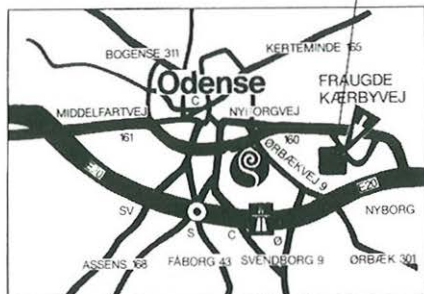 BOGENSE 311
KERTEMINDE 165
Odense
C
FRAUGDE
KÆRBYVEJ
MIDDELFARTVEJ
NYBORGVEJ
161
160
ØRBÆKVEJ 9
E20
E20
SV
NYBORG
S
C
Ø
ASSENS 168
FÅBORG 43
SVENDBORG 9
ØRBÆK 301